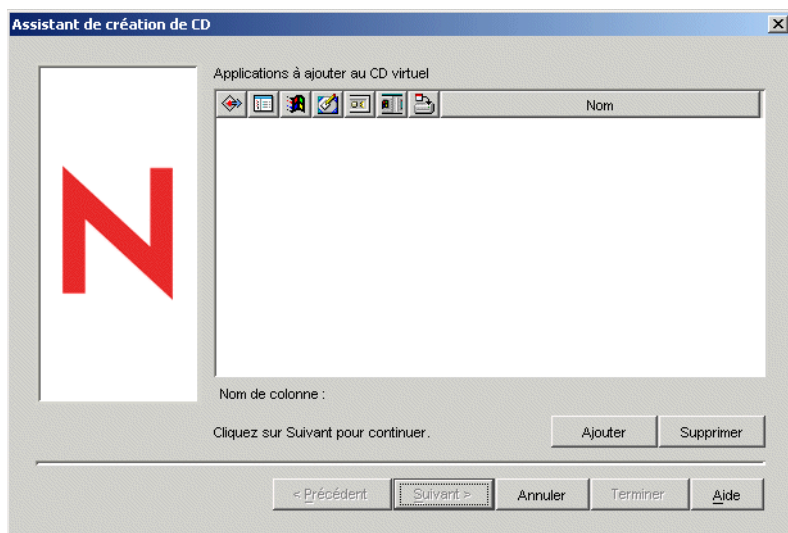 Assistant de création de CD
Applications à ajouter au CD virtuel
Nom
Nom de colonne :
Cliquez sur Suivant pour continuer.
Ajouter
Supprimer
< Précédent
Suivant >
Annuler
Terminer
Aide